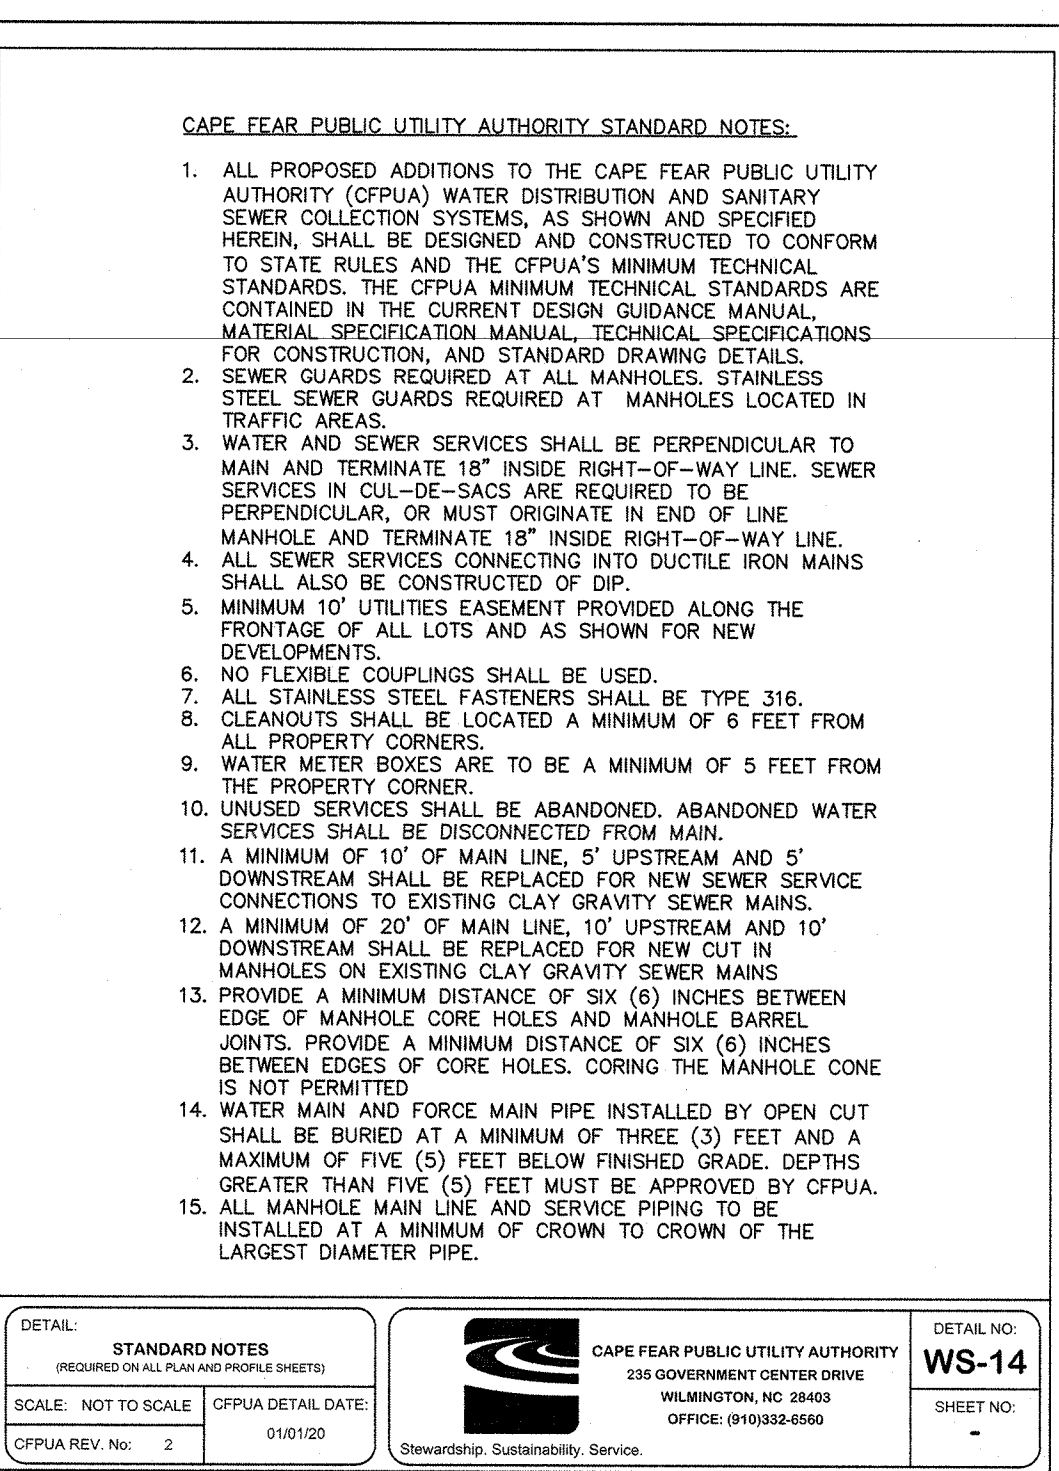 CAPE FEAR PUBLIC UTILITY AUTHORITY STANDARD NOTES:
1. ALL PROPOSED ADDITIONS TO THE CAPE FEAR PUBLIC UTILITY
AUTHORITY (CFPUA) WATER DISTRIBUTION AND SANITARY
SEWER COLLECTION SYSTEMS, AS SHOWN AND SPECIFIED
HEREIN, SHALL BE DESIGNED AND CONSTRUCTED TO CONFORM
TO STATE RULES AND THE CFPUA'S MINIMUM TECHNICAL
STANDARDS. THE CFPUA MINIMUM TECHNICAL STANDARDS ARE
CONTAINED IN THE CURRENT DESIGN GUIDANCE MANUAL,
MATERIAL SPECIFICATION MANUAL, TECHNICAL SPECIFICATIONS
FOR CONSTRUCTION, AND STANDARD DRAWING DETAILS.
2. SEWER GUARDS REQUIRED AT ALL MANHOLES. STAINLESS
STEEL SEWER GUARDS REQUIRED AT MANHOLES LOCATED IN
TRAFFIC AREAS.
3. WATER AND SEWER SERVICES SHALL BE PERPENDICULAR TO
MAIN AND TERMINATE 18" INSIDE RIGHT-OF-WAY LINE. SEWER
SERVICES IN CUL-DE-SACS ARE REQUIRED TO BE
PERPENDICULAR, OR MUST ORIGINATE IN END OF LINE
MANHOLE AND TERMINATE 18" INSIDE RIGHT-OF-WAY LINE.
4. ALL SEWER SERVICES CONNECTING INTO DUCTILE IRON MAINS
SHALL ALSO BE CONSTRUCTED OF DIP.
5. MINIMUM 10' UTILITIES EASEMENT PROVIDED ALONG THE
FRONTAGE OF ALL LOTS AND AS SHOWN FOR NEW
DEVELOPMENTS.
6. NO FLEXIBLE COUPLINGS SHALL BE USED.
7. ALL STAINLESS STEEL FASTENERS SHALL BE TYPE 316.
8. CLEANOUTS SHALL BE LOCATED A MINIMUM OF 6 FEET FROM
ALL PROPERTY CORNERS.
9. WATER METER BOXES ARE TO BE A MINIMUM OF 5 FEET FROM
THE PROPERTY CORNER.
10. UNUSED SERVICES SHALL BE ABANDONED. ABANDONED WATER
SERVICES SHALL BE DISCONNECTED FROM MAIN.
11. A MINIMUM OF 10' OF MAIN LINE, 5' UPSTREAM AND 5'
DOWNSTREAM SHALL BE REPLACED FOR NEW SEWER SERVICE
CONNECTIONS TO EXISTING CLAY GRAVITY SEWER MAINS.
12. A MINIMUM OF 20' OF MAIN LINE, 10' UPSTREAM AND 10'
DOWNSTREAM SHALL BE REPLACED FOR NEW CUT IN
MANHOLES ON EXISTING CLAY GRAVITY SEWER MAINS
13. PROVIDE A MINIMUM DISTANCE OF SIX (6) INCHES BETWEEN
EDGE OF MANHOLE CORE HOLES AND MANHOLE BARREL
JOINTS. PROVIDE A MINIMUM DISTANCE OF SIX (6) INCHES
BETWEEN EDGES OF CORE HOLES. CORING THE MANHOLE CONE
IS NOT PERMITTED
14. WATER MAIN AND FORCE MAIN PIPE INSTALLED BY OPEN CUT
SHALL BE BURIED AT A MINIMUM OF THREE (3) FEET AND A
MAXIMUM OF FIVE (5) FEET BELOW FINISHED GRADE. DEPTHS
GREATER THAN FIVE (5) FEET MUST BE APPROVED BY CFPUA.
15. ALL MANHOLE MAIN LINE AND SERVICE PIPING TO BE
INSTALLED AT A MINIMUM OF CROWN TO CROWN OF THE
LARGEST DIAMETER PIPE.
DETAIL:
STANDARD NOTES
(REQUIRED ON ALL PLAN AND PROFILE SHEETS)
SCALE: NOT TO SCALE
CFPUA REV. No: 2
CFPUA DETAIL DATE:
01/01/20
Stewardship. Sustainability. Service.
CAPE FEAR PUBLIC UTILITY AUTHORITY
235 GOVERNMENT CENTER DRIVE
WILMINGTON, NC 28403
OFFICE: (910)332-6560
DETAIL NO:
WS-14
SHEET NO:
-